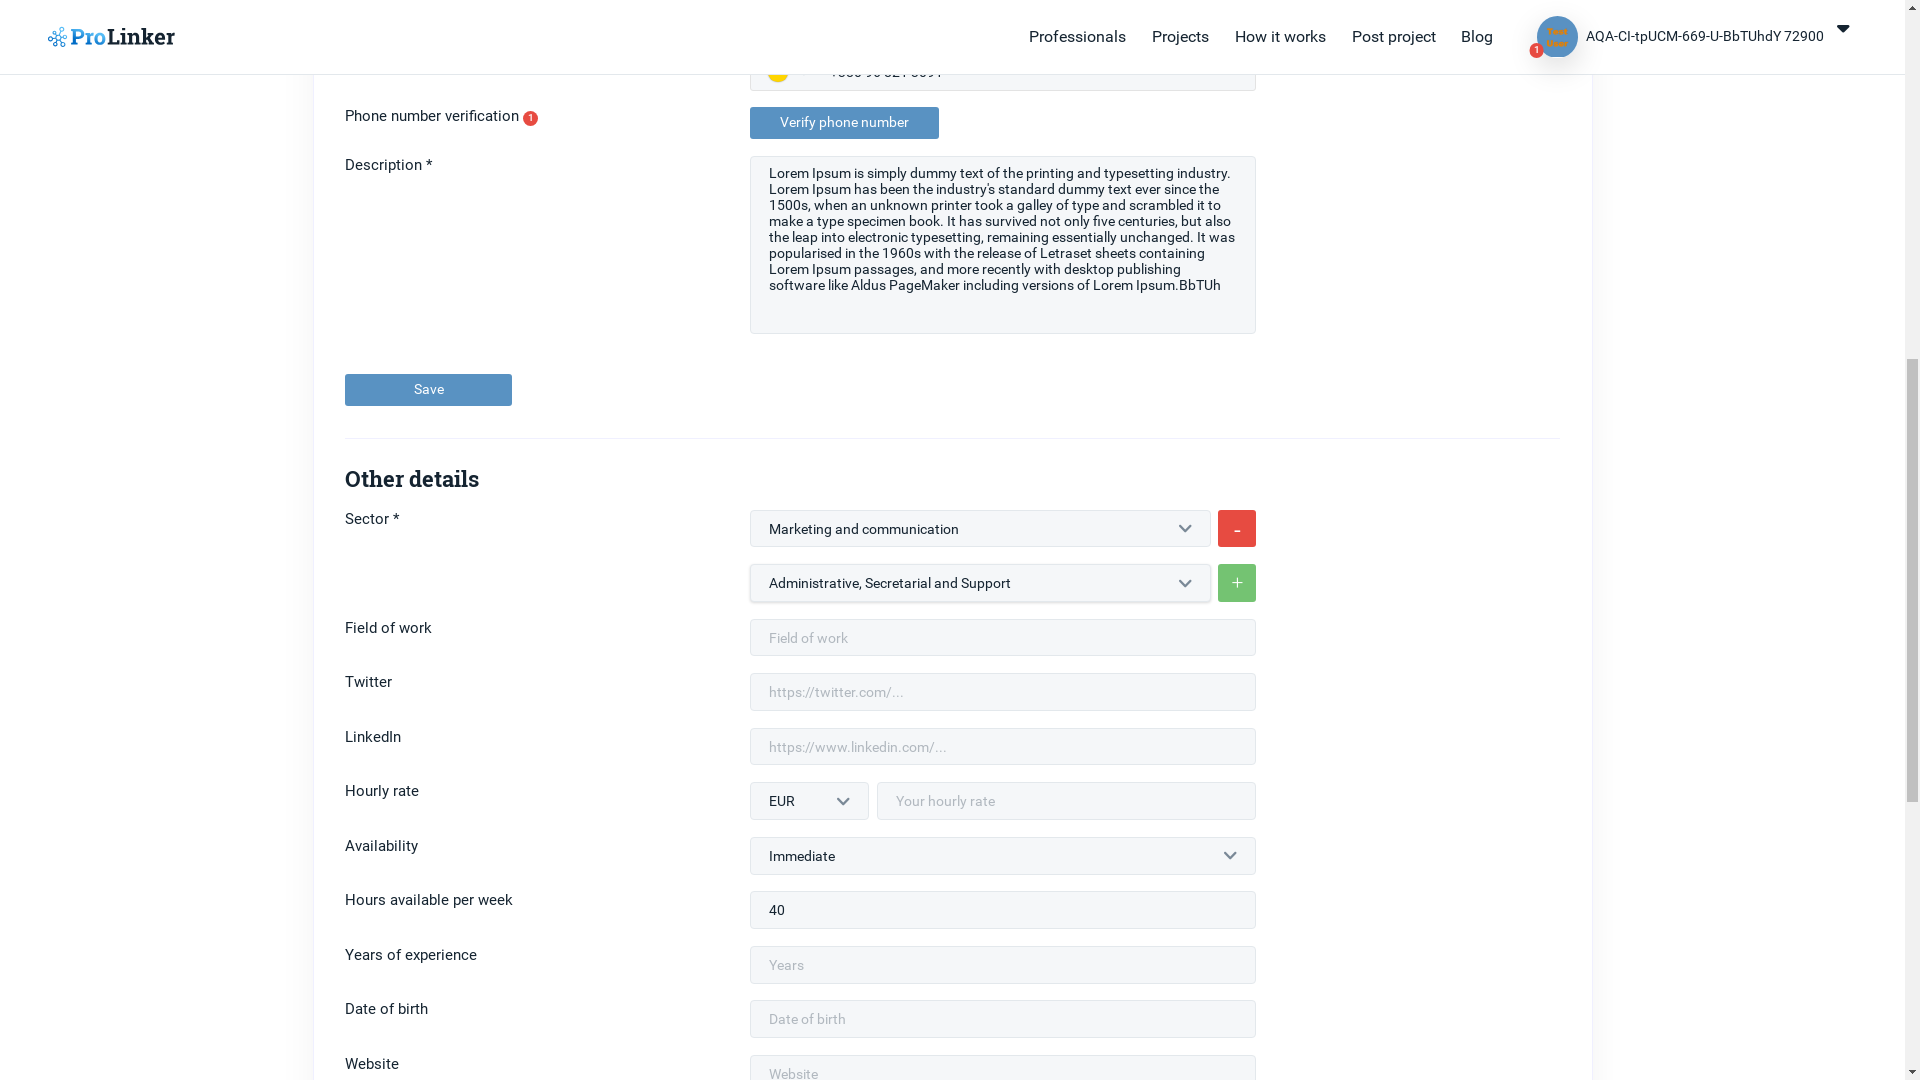 ProLinker
Professionals
Projects
How it works
Post project
Blog
1
AQA-CI-tpUCM-669-U-BbTUhdY 72900
Phone number verification 1
Verify phone number
Description *
Lorem Ipsum is simply dummy text of the printing and typesetting industry.
Lorem Ipsum has been the industry's standard dummy text ever since the
1500s, when an unknown printer took a galley of type and scrambled it to
make a type specimen book. It has survived not only five centuries, but also
the leap into electronic typesetting, remaining essentially unchanged. It was
popularised in the 1960s with the release of Letraset sheets containing
Lorem Ipsum passages, and more recently with desktop publishing
software like Aldus PageMaker including versions of Lorem Ipsum.BbTUh
Save
Other details
Sector *
Marketing and communication
-
Administrative, Secretarial and Support
+
Field of work
Field of work
Twitter
https://twitter.com/...
LinkedIn
https://www.linkedin.com/...
Hourly rate
EUR
Your hourly rate
Availability
Immediate
Hours available per week
40
Years of experience
Years
Date of birth
Date of birth
Website
Website